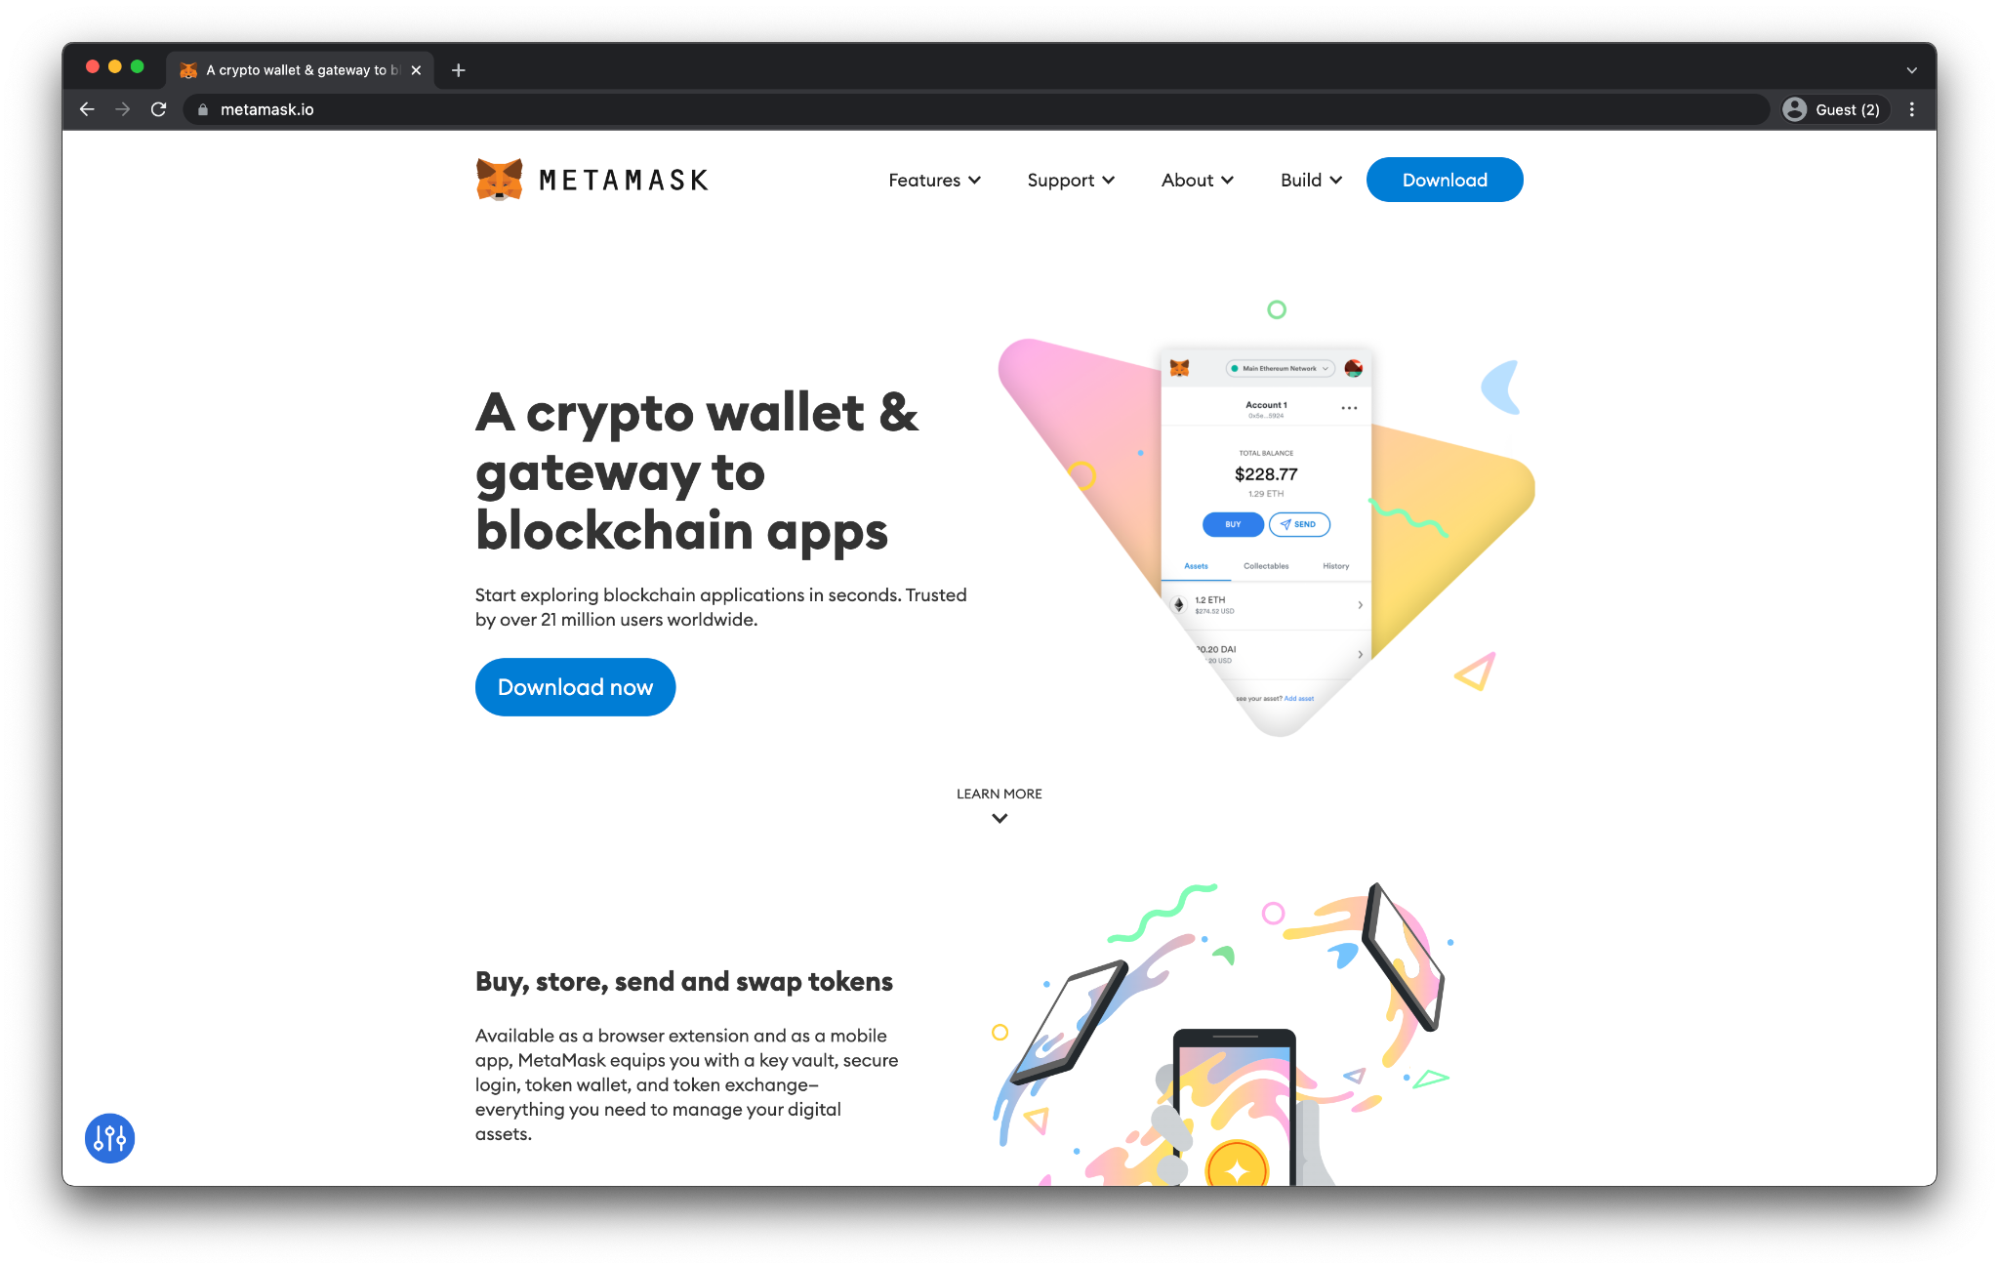 A crypto wallet & gateway to b
metamask.io
Guest (2)
METAMASK
Features
Support
About
Build
Download
A crypto wallet &
gateway to
blockchain apps
Start exploring blockchain applications in seconds. Trusted
by over 21 million users worldwide.
Download now
Main Ethereum Network
Account 1
0x5e...5924
TOTAL BALANCE
$228.77
1.29 ETH
BUY
SEND
Assets
Collectables
History
1.2 ETH
$274.52 USD
0.20 DAI
20 USD
see your asset? Add asset
LEARN MORE
Buy, store, send and swap tokens
Available as a browser extension and as a mobile
app, MetaMask equips you with a key vault, secure
login, token wallet, and token exchange—
everything you need to manage your digital
assets.